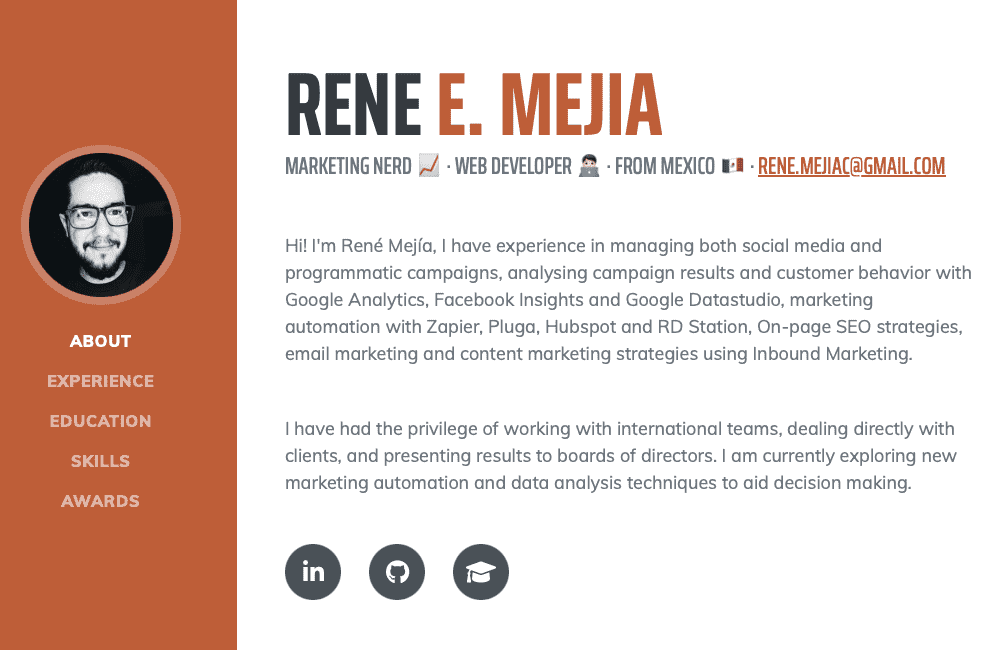 RENE E. MEJIA
MARKETING NERD 📈 · WEB DEVELOPER 👨🏻‍💻 · FROM MEXICO 🇲🇽 · RENE.MEJIAC@GMAIL.COM
ABOUT
EXPERIENCE
EDUCATION
SKILLS
AWARDS
Hi! I'm René Mejía, I have experience in managing both social media and
programmatic campaigns, analysing campaign results and customer behavior with
Google Analytics, Facebook Insights and Google Datastudio, marketing
automation with Zapier, Pluga, Hubspot and RD Station, On-page SEO strategies,
email marketing and content marketing strategies using Inbound Marketing.
I have had the privilege of working with international teams, dealing directly with
clients, and presenting results to boards of directors. I am currently exploring new
marketing automation and data analysis techniques to aid decision making.
in